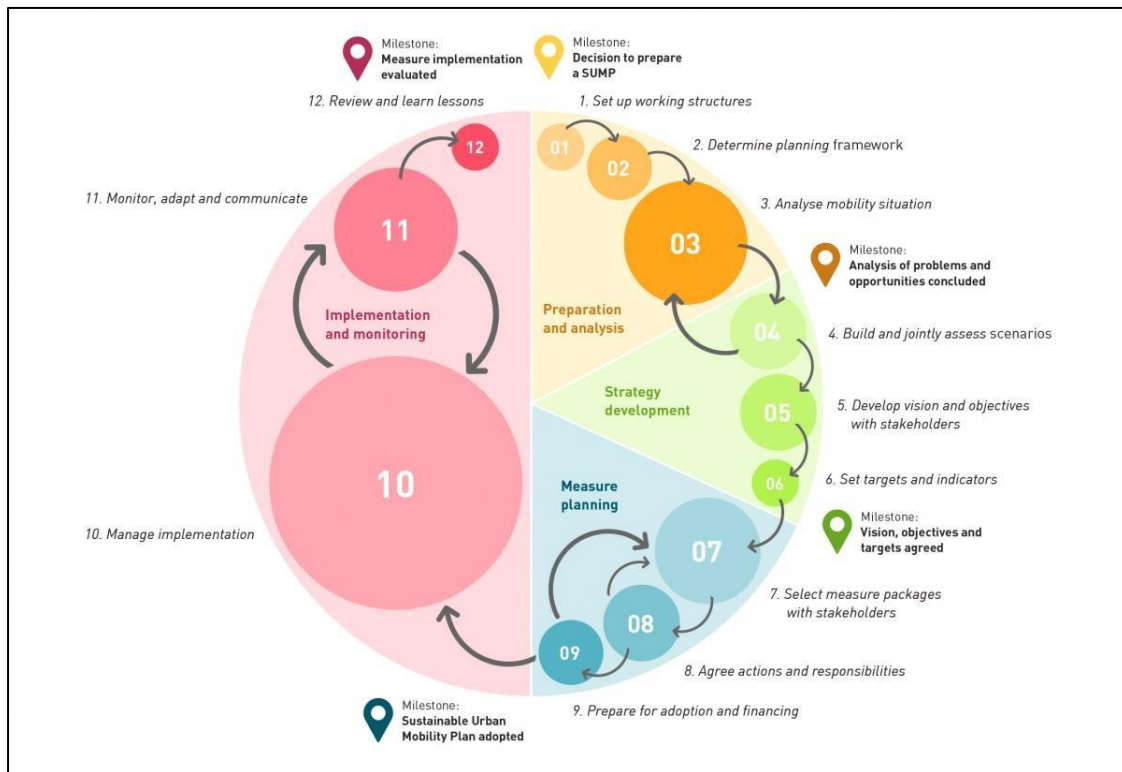 Milestone:
Measure implementation
evaluated
Milestone:
Decision to prepare
a SUMP
12. Review and learn lessons
1. Set up working structures
12
01
02
2. Determine planning framework
11. Monitor, adapt and communicate
3. Analyse mobility situation
11
03
Milestone:
Analysis of problems and
opportunities concluded
Implementation
and monitoring
Preparation
and analysis
04
4. Build and jointly assess scenarios
Strategy
development
05
5. Develop vision and objectives
with stakeholders
10
Measure
planning
06
6. Set targets and indicators
Milestone:
Vision, objectives and
targets agreed
10. Manage implementation
07
7. Select measure packages
with stakeholders
08
09
8. Agree actions and responsibilities
Milestone:
Sustainable Urban
Mobility Plan adopted
9. Prepare for adoption and financing